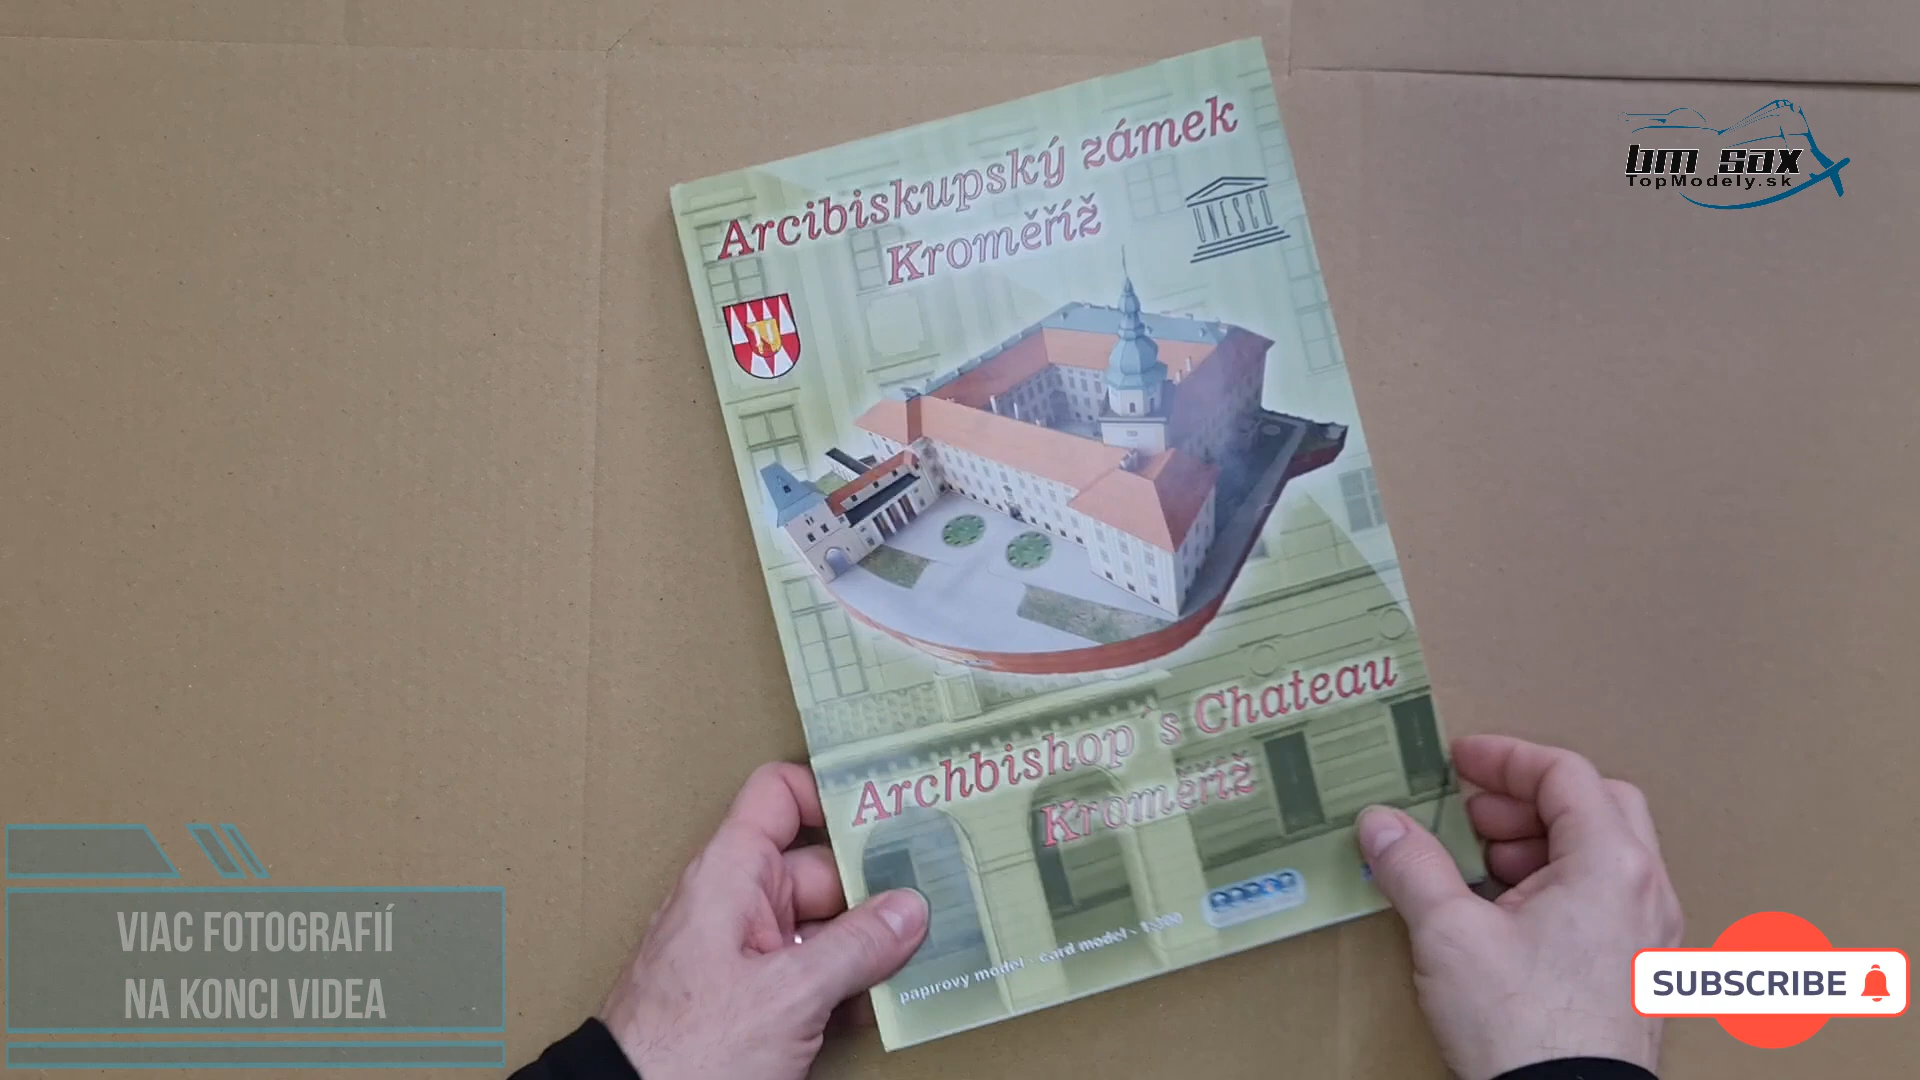 Arcibiskupský zámek
Kroměříž
UNESCO
bm sax
TopModely.sk
Archbishop´s Chateau
Kroměříž
papírový model - card model - 1:300
VIAC FOTOGRAFIÍ
NA KONCI VIDEA
SUBSCRIBE